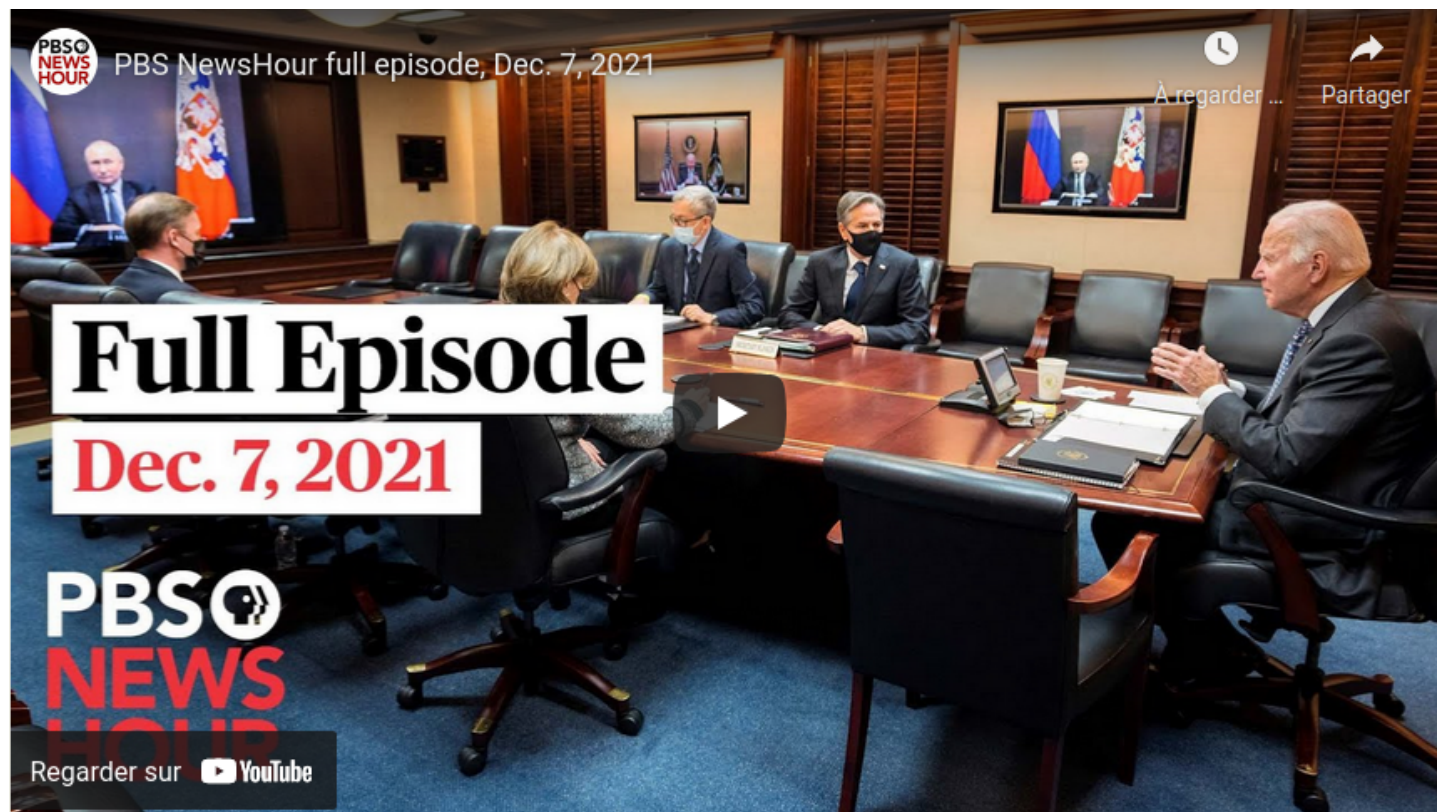 PBS
NEWS
HOUR
PBS NewsHour full episode, Dec. 7, 2021
À regarder ...
Partager
Full Episode
Dec. 7, 2021
PBS
NEWS
HOUR
Regarder sur YouTube